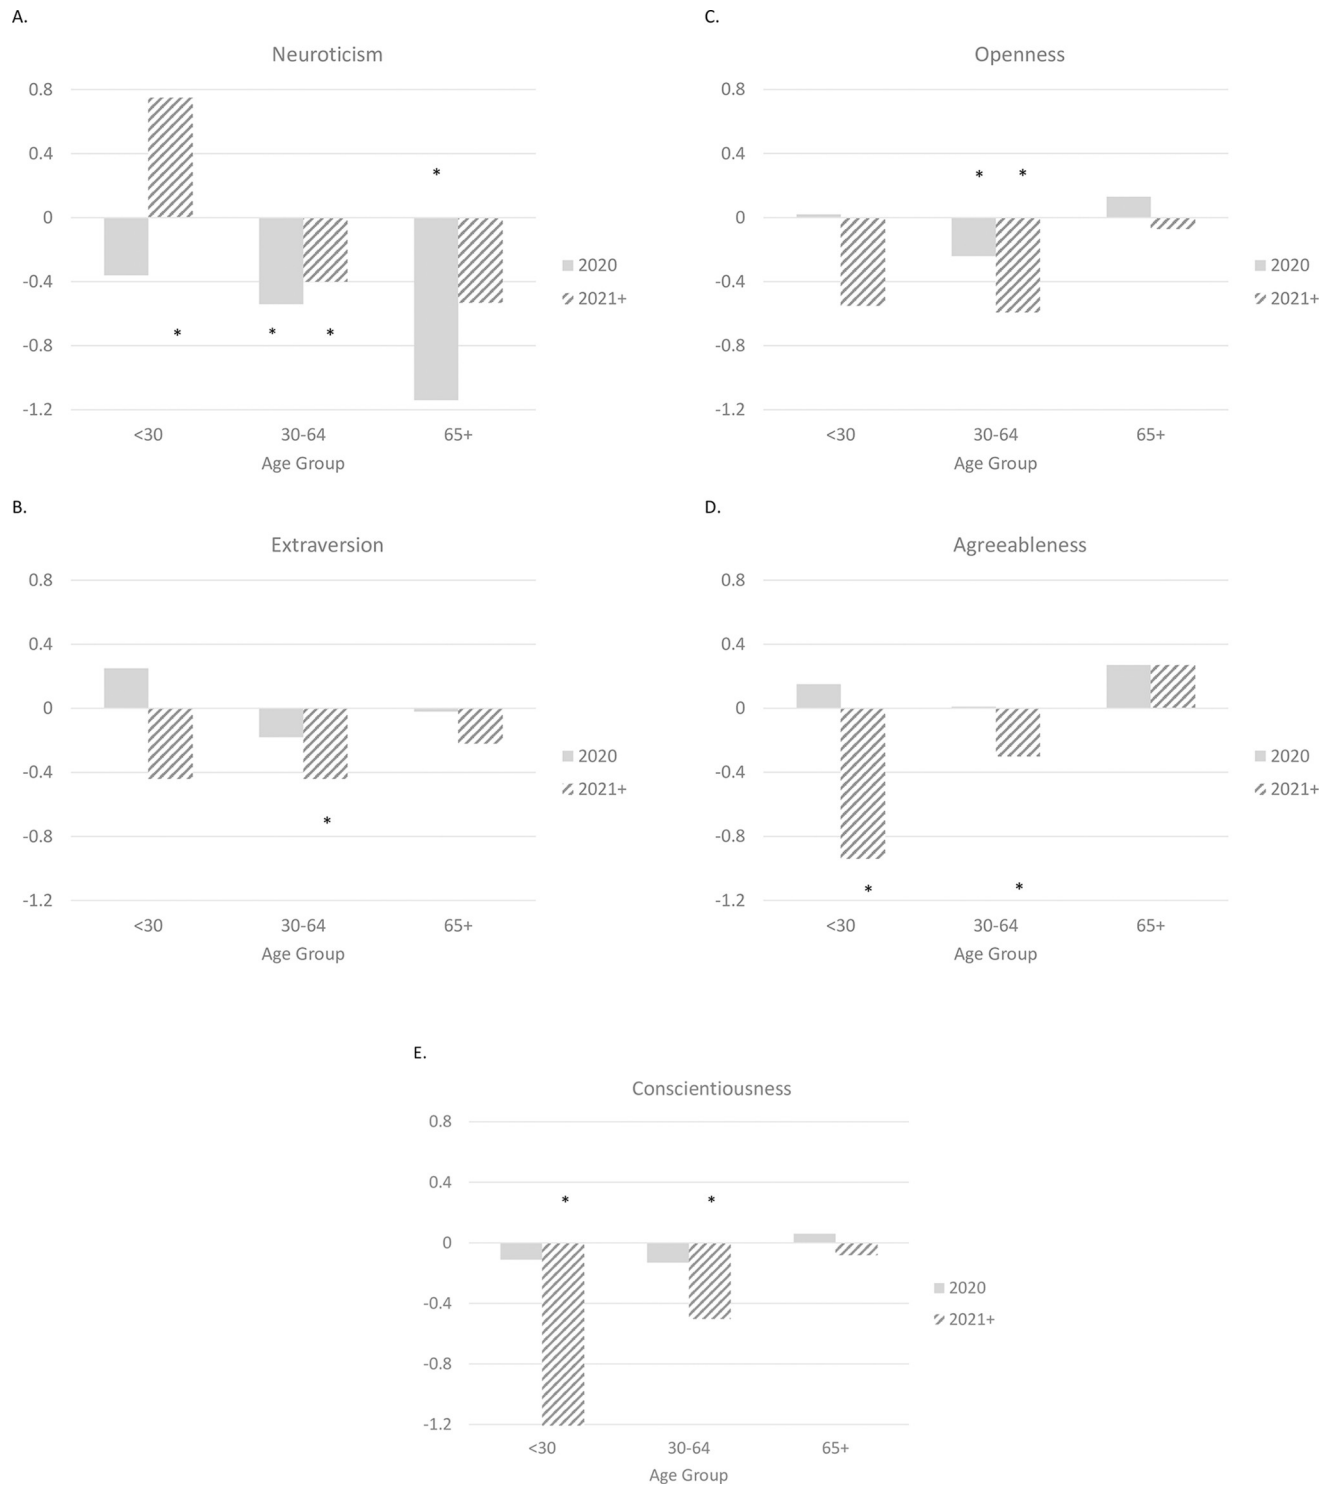 A.
Neuroticism
0.8
0.4
*
0
-0.4
* * *
-0.8
-1.2
<30 30-64 65+
Age Group
2020
2021+
C.
Openness
0.8
0.4
* *
0
-0.4
-0.8
-1.2
<30 30-64 65+
Age Group
2020
2021+
B.
Extraversion
0.8
0.4
0
-0.4
*
-0.8
-1.2
<30 30-64 65+
Age Group
2020
2021+
D.
Agreeableness
0.8
0.4
0
-0.4
-0.8
* *
-1.2
<30 30-64 65+
Age Group
2020
2021+
E.
Conscientiousness
0.8
0.4
* *
0
-0.4
-0.8
-1.2
<30 30-64 65+
Age Group
2020
2021+